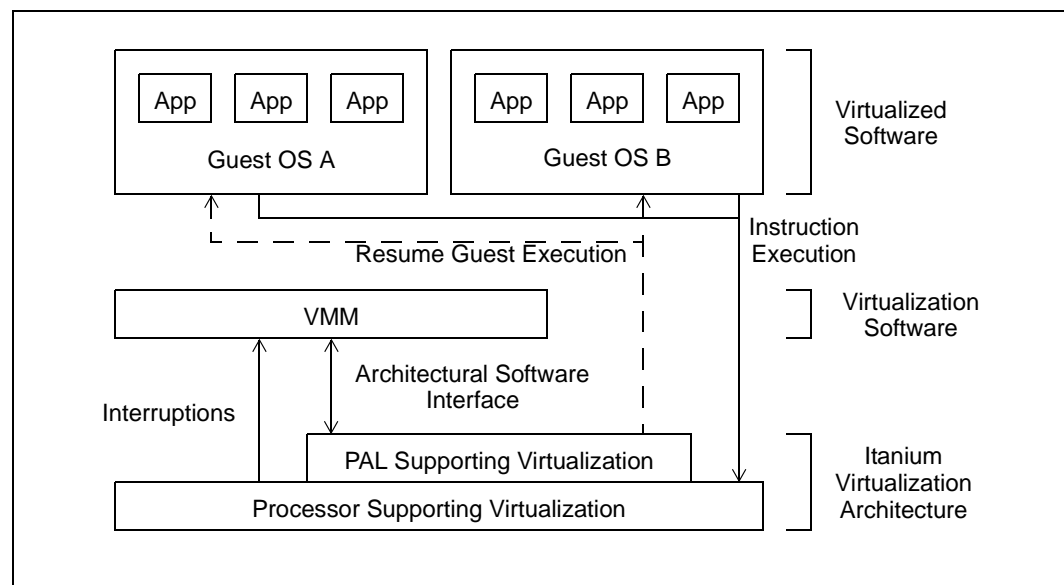 App App App
Guest OS A
App App App
Guest OS B
Virtualized
Software
Instruction
Execution
Resume Guest Execution
VMM
Virtualization
Software
Architectural Software
Interface
Interruptions
PAL Supporting Virtualization
Processor Supporting Virtualization
Itanium
Virtualization
Architecture